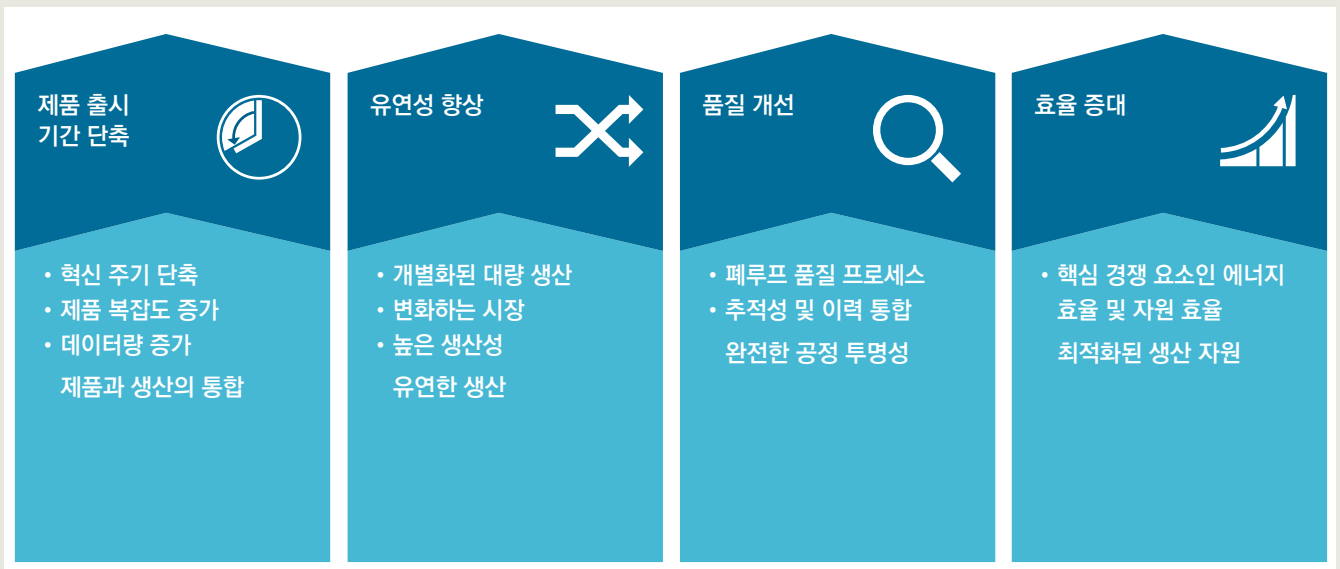 제품 출시
기간 단축
• 혁신 주기 단축
• 제품 복잡도 증가
• 데이터량 증가
제품과 생산의 통합
유연성 향상
• 개별화된 대량 생산
• 변화하는 시장
• 높은 생산성
유연한 생산
품질 개선
• 폐루프 품질 프로세스
• 추적성 및 이력 통합
완전한 공정 투명성
효율 증대
• 핵심 경쟁 요소인 에너지
효율 및 자원 효율
최적화된 생산 자원